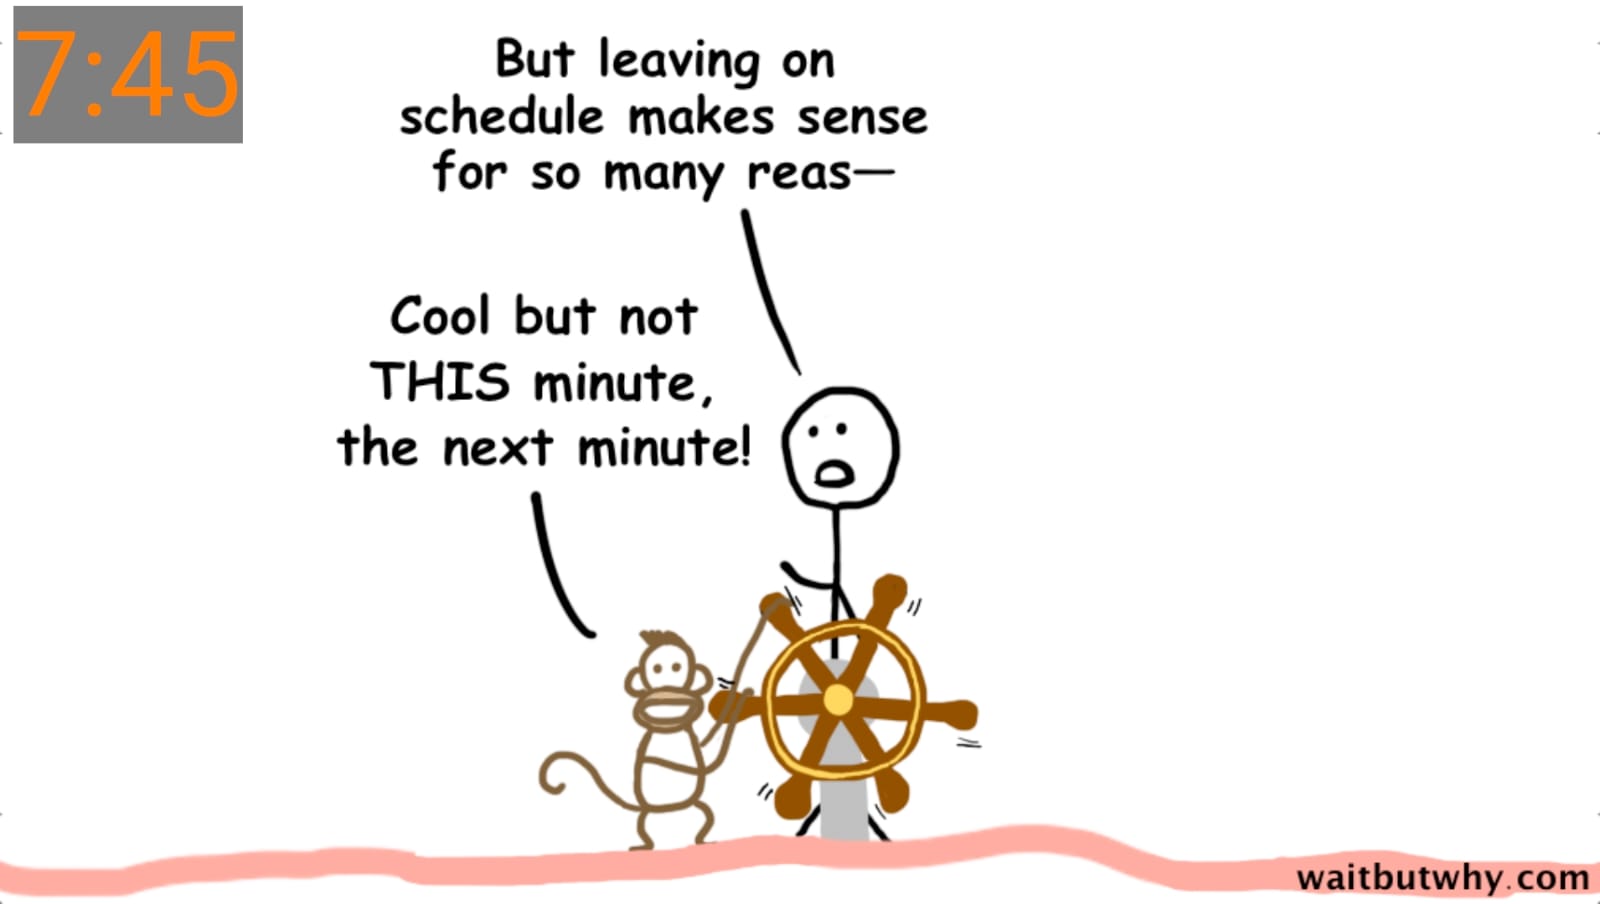 7:45
But leaving on
schedule makes sense
for so many reas—
Cool but not
THIS minute,
the next minute!
waitbutwhy.com